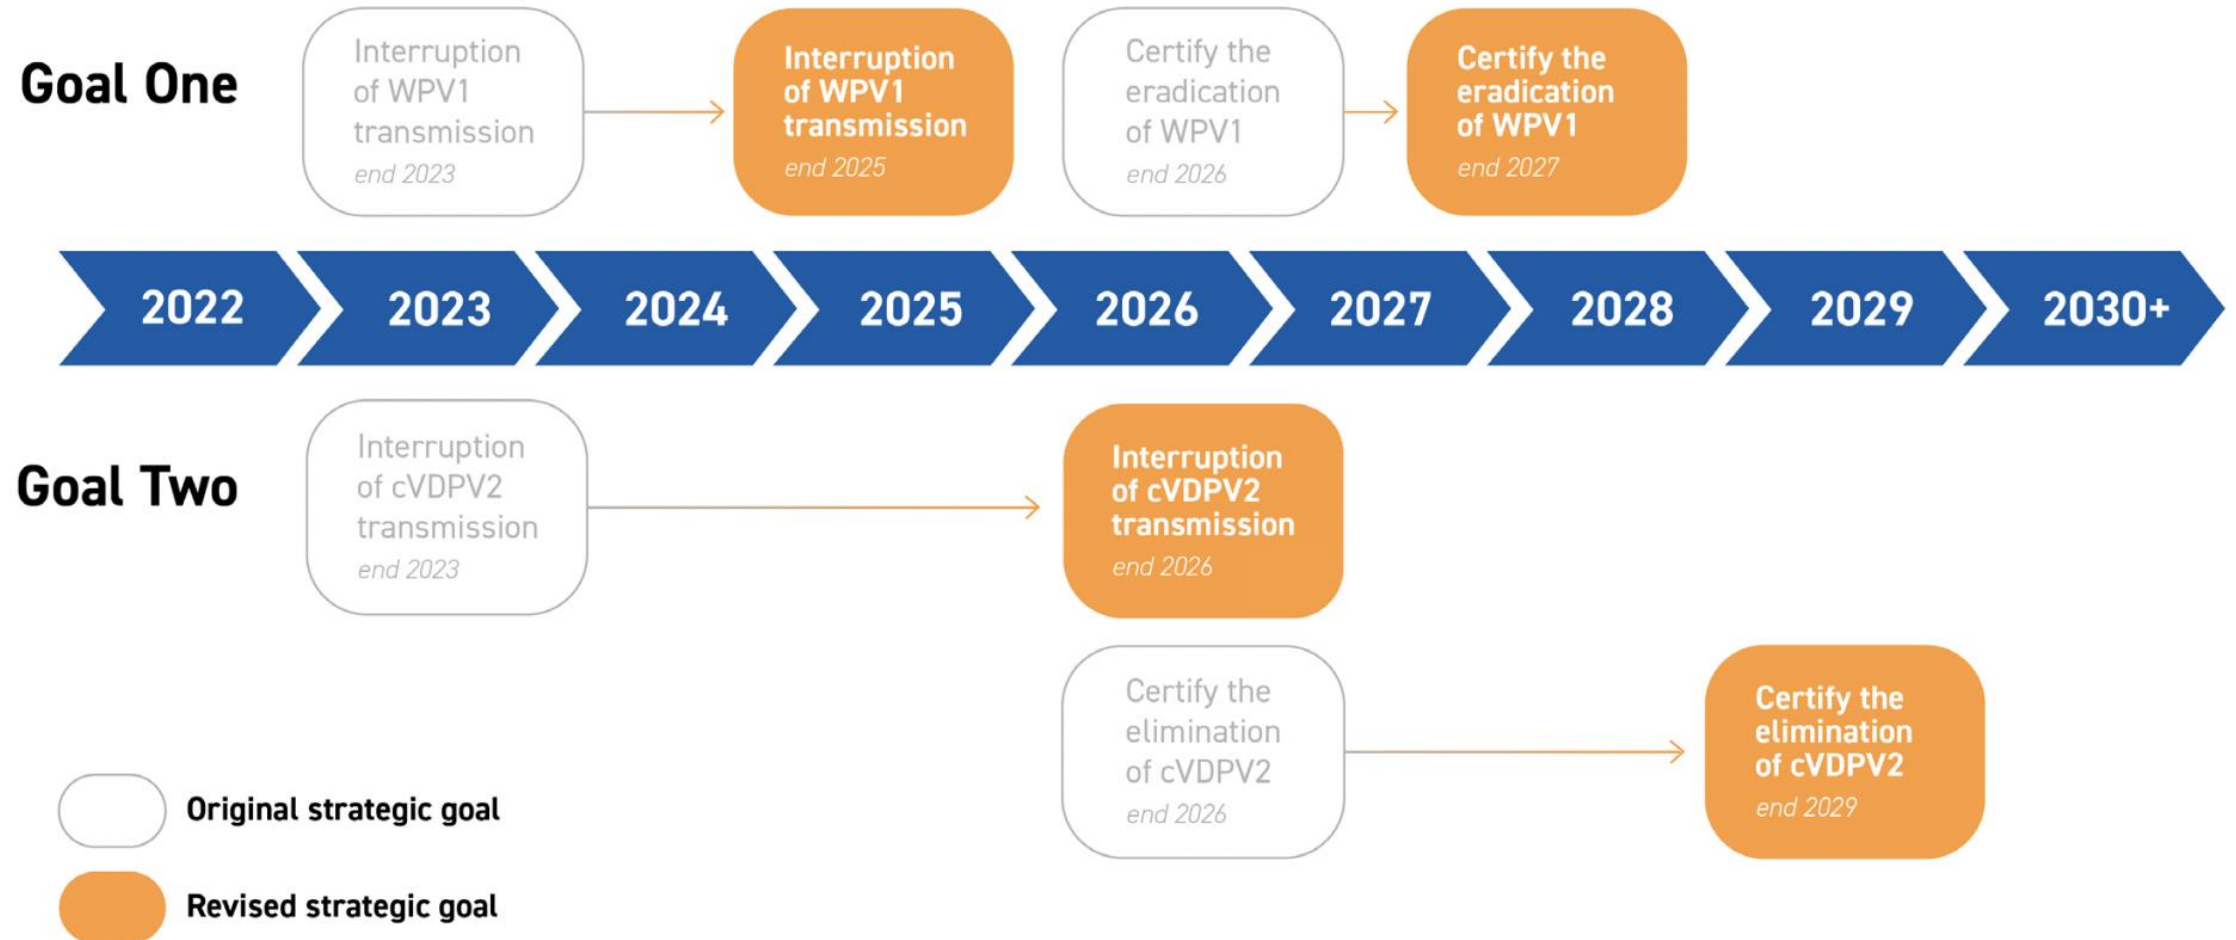 Goal One
Interruption
of WPV1
transmission
end 2023
Interruption
of WPV1
transmission
end 2025
Certify the
eradication
of WPV1
end 2026
Certify the
eradication
of WPV1
end 2027
2022
2023
2024
2025
2026
2027
2028
2029
2030+
Goal Two
Interruption
of cVDPV2
transmission
end 2023
Interruption
of cVDPV2
transmission
end 2026
Certify the
elimination
of cVDPV2
end 2026
Certify the
elimination
of cVDPV2
end 2029
Original strategic goal
Revised strategic goal